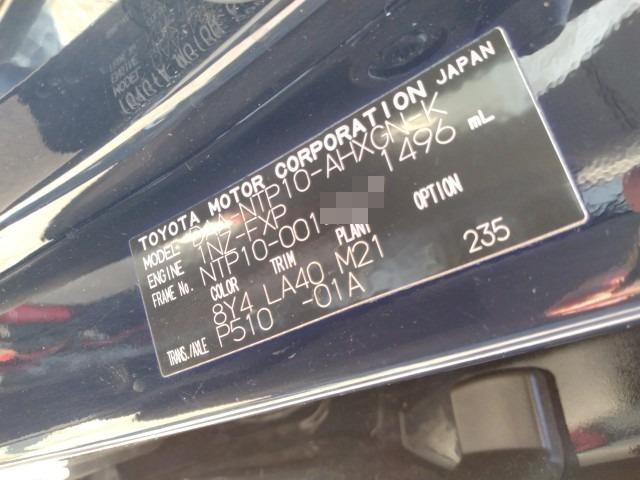 TOYOTA MOTOR CORPORATION JAPAN
MODEL DAA-NTP10-AHXGN-K
ENGINE 1NZ-FXP 1496 mL
FRAME No. NTP10-001
COLOR TRIM PLANT OPTION
8Y4 LA40 M21 235
TRANS./AXLE P510 -01A